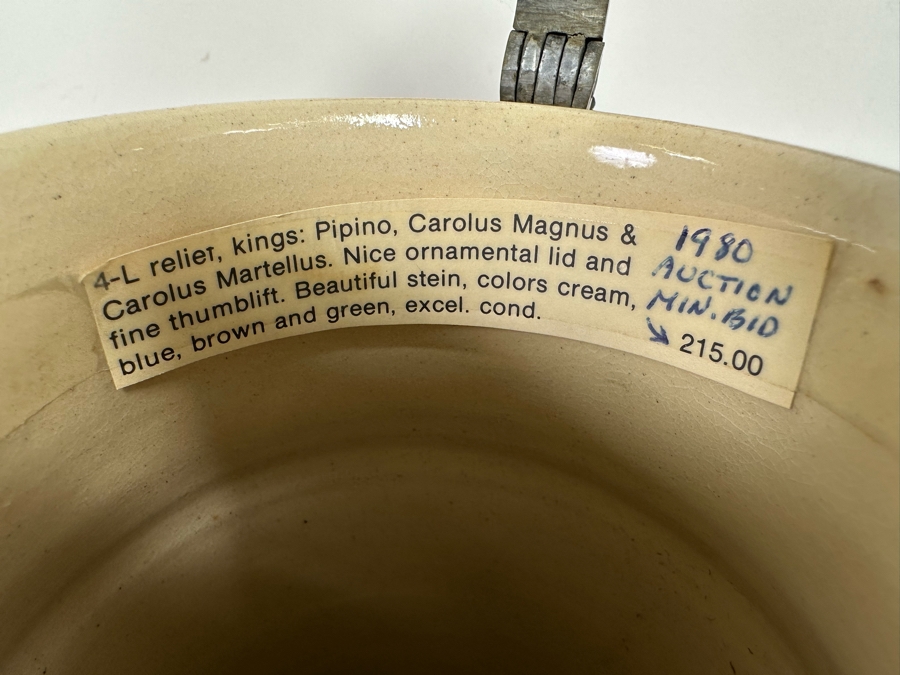 4-L relief, kings: Pipino, Carolus Magnus &
Carolus Martellus. Nice ornamental lid and
fine thumblift. Beautiful stein, colors cream,
blue, brown and green, excel. cond.
1980
AUCTION
MIN. BID
215.00